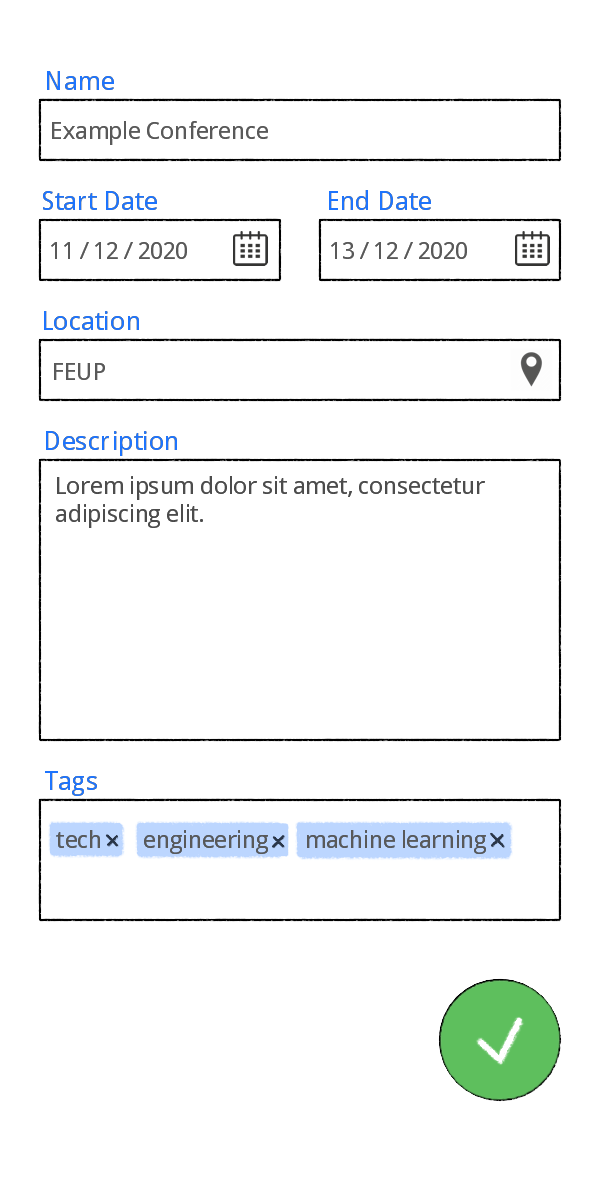 Name
Example Conference
Start Date End Date
11 / 12 / 2020 13 / 12 / 2020
Location
FEUP
Description
Lorem ipsum dolor sit amet, consectetur
adipiscing elit.
Tags
tech × engineering × machine learning ×